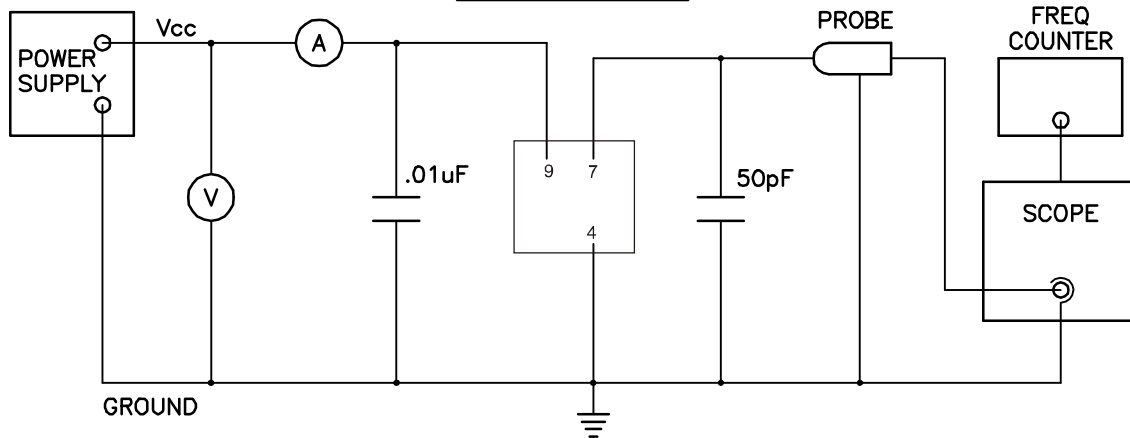 Vcc
POWER
SUPPLY
A
V
.01uF
9 7
4
50pF
PROBE
FREQ
COUNTER
SCOPE
GROUND